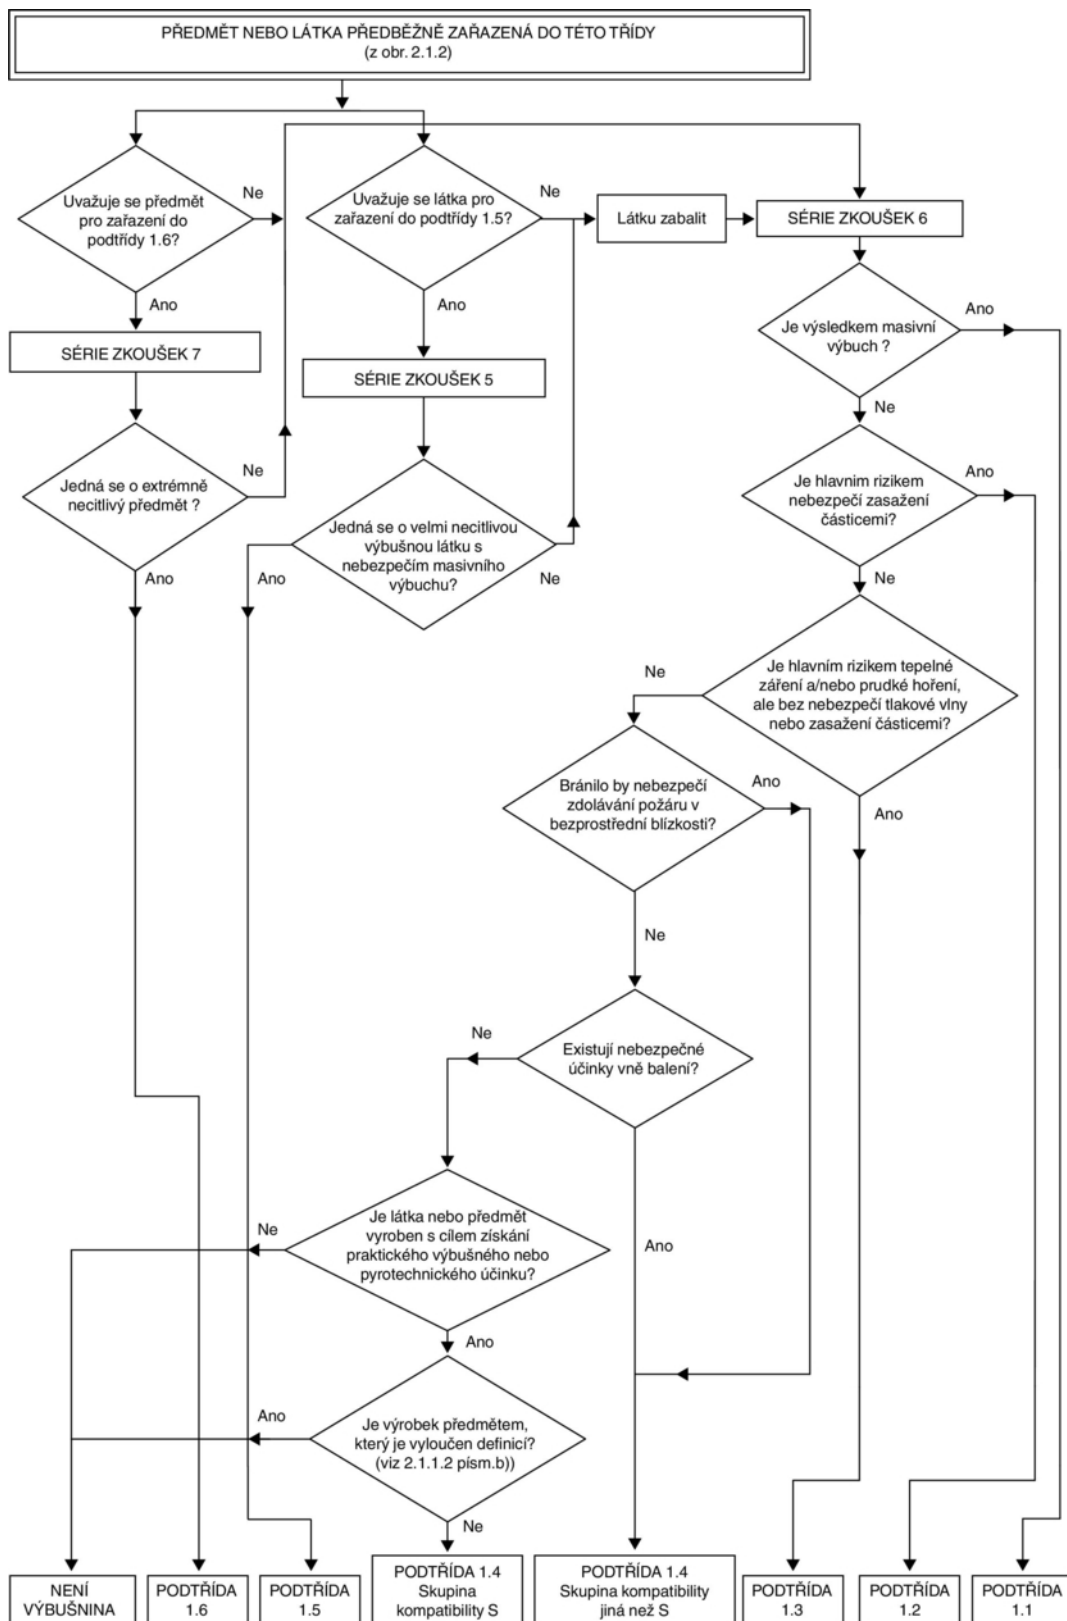 PŘEDMĚT NEBO LÁTKA PŘEDBĚŽNĚ ZAŘAZENÁ DO TÉTO TŘÍDY
(z obr. 2.1.2)
Uvažuje se předmět
pro zařazení do
podtřídy 1.6?
Ne
Ano
Uvažuje se látka pro
zařazení do podtřídy 1.5?
Ne
Ano
Látku zabalit
SÉRIE ZKOUŠEK 6
SÉRIE ZKOUŠEK 7
SÉRIE ZKOUŠEK 5
Je výsledkem masivní
výbuch ?
Ano
Ne
Jedná se o extrémně
necitlivý předmět ?
Ne
Ano
Jedná se o velmi necitlivou
výbušnou látku s
nebezpečím masivního
výbuchu?
Ano
Ne
Je hlavnim rizikem
nebezpečí zasažení
částicemi?
Ano
Ne
Je hlavním rizikem tepelné
záření a/nebo prudké hoření,
ale bez nebezpečí tlakové vlny
nebo zasažení částicemi?
Ne
Ano
Bránilo by nebezpečí
zdolávání požáru v
bezprostřední blízkosti?
Ano
Ne
Existují nebezpečné
účinky vně balení?
Ne
Ano
Je látka nebo předmět
vyroben s cílem získání
praktického výbušného nebo
pyrotechnického účinku?
Ne
Ano
Je výrobek předmětem,
který je vyloučen definicí?
(viz 2.1.1.2 písm.b))
Ano
Ne
NENÍ
VÝBUŠNINA
PODTŘÍDA
1.6
PODTŘÍDA
1.5
PODTŘÍDA 1.4
Skupina
kompatibility S
PODTŘÍDA 1.4
Skupina kompatibility
jiná než S
PODTŘÍDA
1.3
PODTŘÍDA
1.2
PODTŘÍDA
1.1